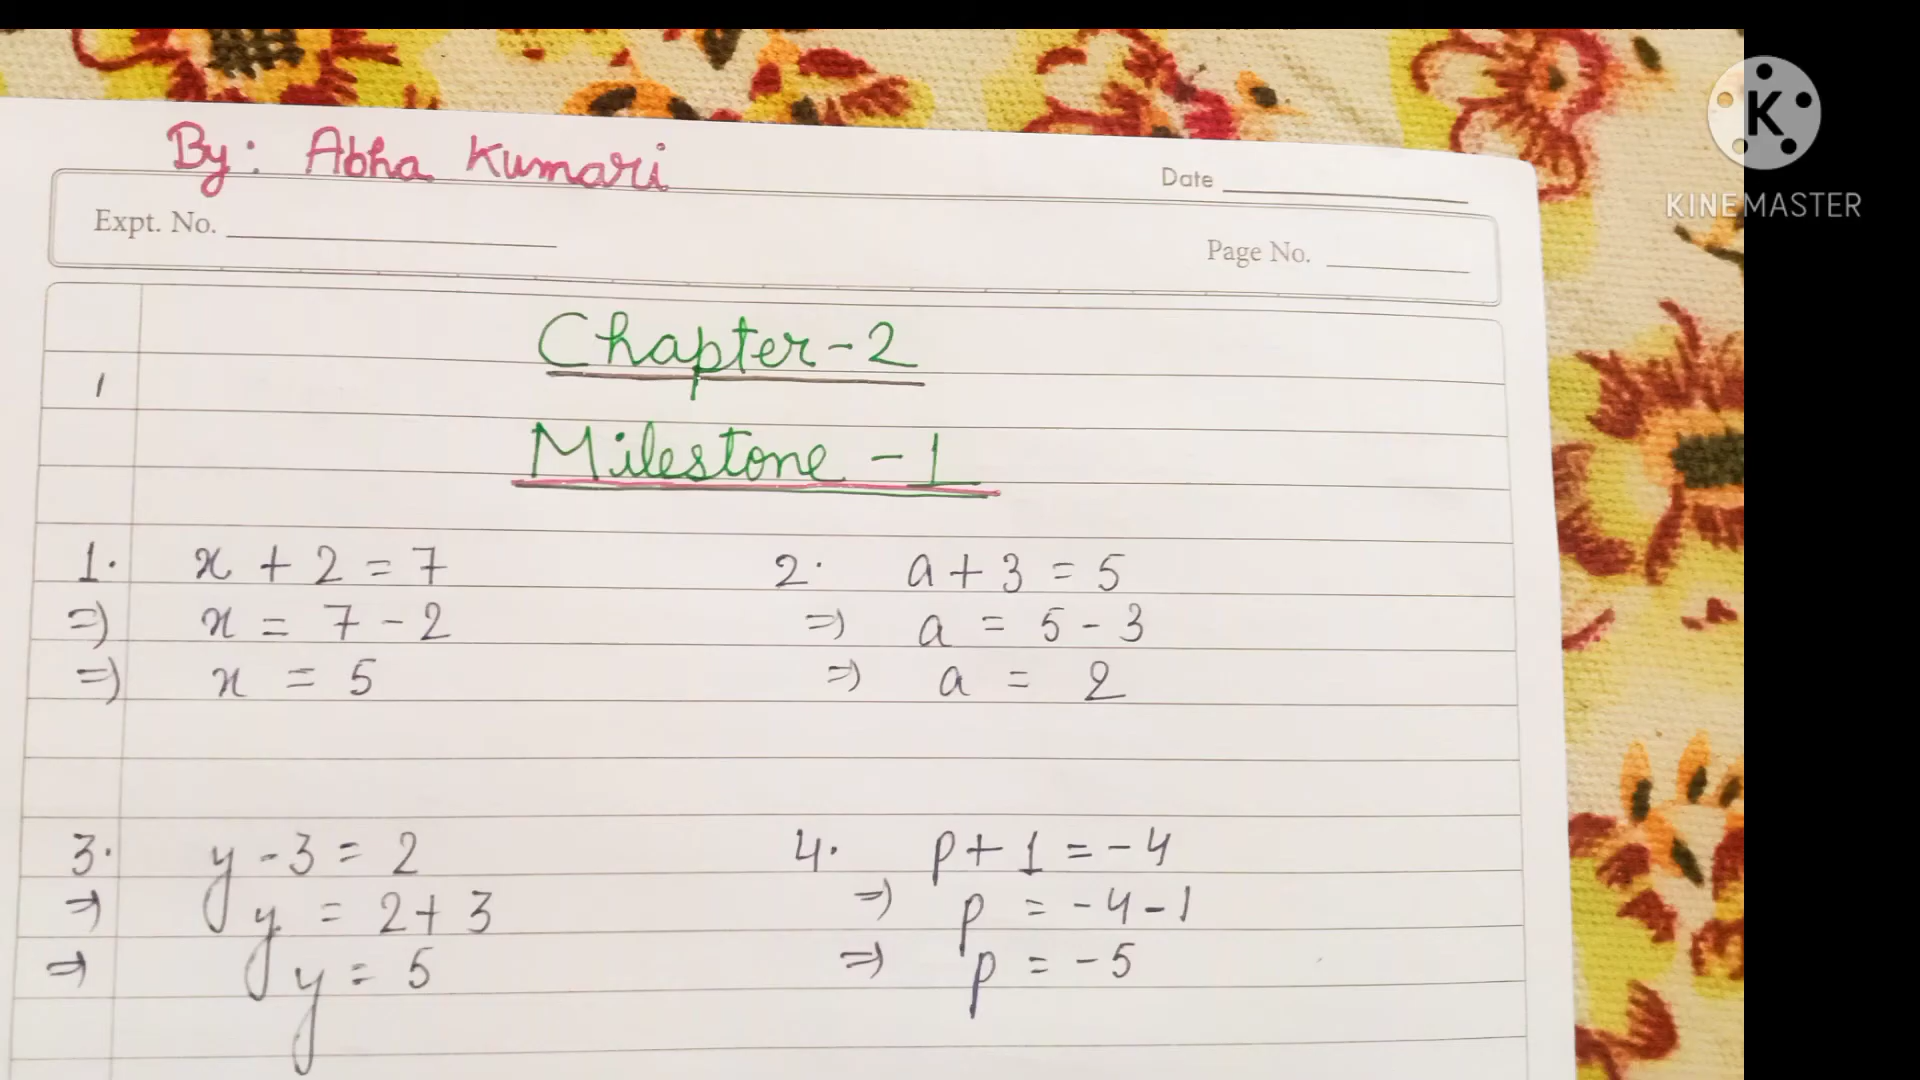 By: Abha Kumari
Date
Expt. No.
Page No.
K
KINEMASTER
Chapter-2
1
Milestone-1
1. x + 2 = 7
⇒ x = 7 - 2
⇒ x = 5
2. a + 3 = 5
⇒ a = 5 - 3
⇒ a = 2
3. y - 3 = 2
⇒ y = 2 + 3
⇒ y = 5
4. p + 1 = -4
⇒ p = -4 - 1
⇒ p = -5